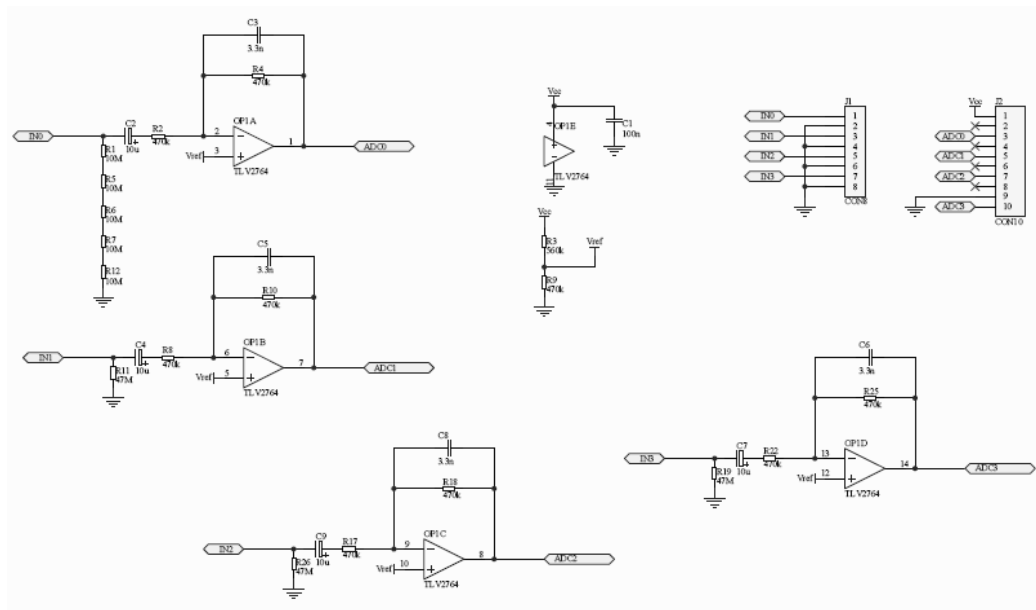 C3
3.3n
R4
470k
IN0
C2
10u
R2
470k
2
OP1A
1
ADC0
Vref
3
TLV2764
R1
10M
R5
10M
R6
10M
R7
10M
R12
10M
C5
3.3n
R10
470k
IN1
C4
10u
R8
470k
6
OP1B
7
ADC1
Vref
5
TLV2764
R11
47M
C8
3.3n
R18
470k
IN2
C9
10u
R17
470k
9
OP1C
8
ADC2
Vref
10
TLV2764
R26
47M
Vcc
4
OP1E
C1
100n
11
TLV2764
Vcc
R3
560k
Vref
R9
470k
J1
IN0
1
2
IN1
3
4
IN2
5
6
IN3
7
8
CON8
J2
Vcc
1
2
ADC0
3
4
ADC1
5
6
ADC2
7
8
9
ADC3
10
CON10
C6
3.3n
R25
470k
IN3
C7
10u
R22
470k
13
OP1D
14
ADC3
Vref
12
TLV2764
R19
47M